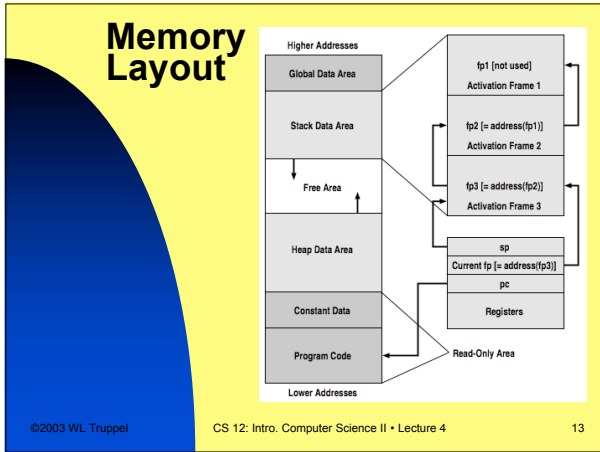 Memory
Layout
Higher Addresses
Global Data Area
Stack Data Area
Free Area
Heap Data Area
Constant Data
Program Code
Lower Addresses
fp1 [not used]
Activation Frame 1
fp2 [= address(fp1)]
Activation Frame 2
fp3 [= address(fp2)]
Activation Frame 3
sp
Current fp [= address(fp3)]
pc
Registers
Read-Only Area
©2003 WL Truppel
CS 12: Intro. Computer Science II • Lecture 4
13